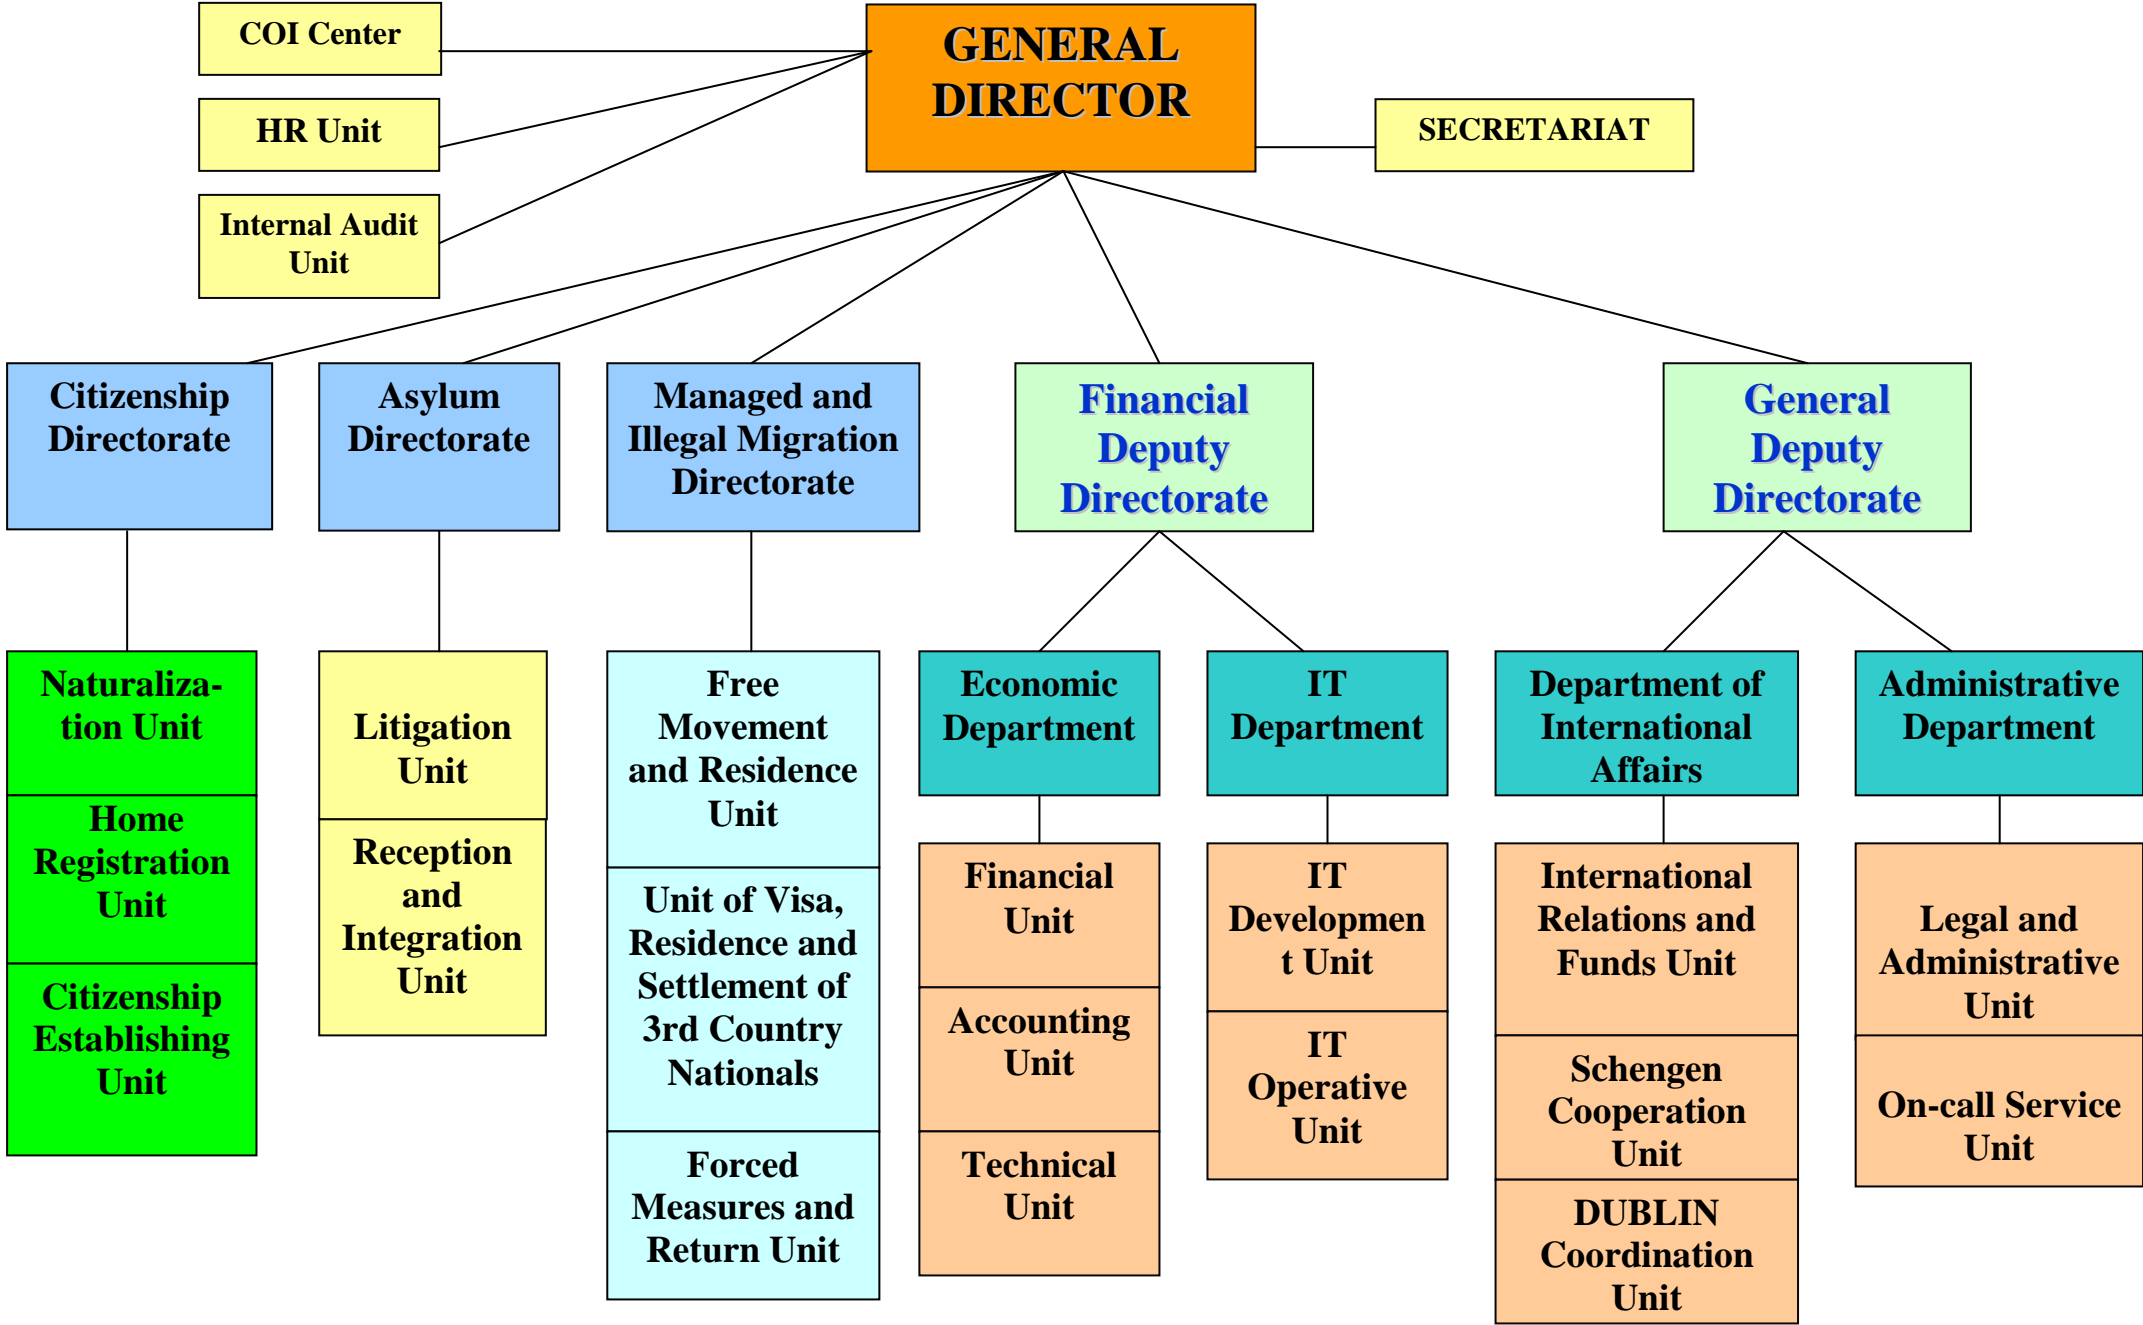 COI Center
GENERAL
DIRECTOR
HR Unit
SECRETARIAT
Internal Audit
Unit
Citizenship
Directorate
Asylum
Directorate
Managed and
Illegal Migration
Directorate
Financial
Deputy
Directorate
General
Deputy
Directorate
Naturaliza-
tion Unit
Home
Registration
Unit
Citizenship
Establishing
Unit
Litigation
Unit
Reception
and
Integration
Unit
Free
Movement
and Residence
Unit
Unit of Visa,
Residence and
Settlement of
3rd Country
Nationals
Forced
Measures and
Return Unit
Economic
Department
Financial
Unit
Accounting
Unit
Technical
Unit
IT
Department
IT
Developmen
t Unit
IT
Operative
Unit
Department of
International
Affairs
International
Relations and
Funds Unit
Schengen
Cooperation
Unit
DUBLIN
Coordination
Unit
Administrative
Department
Legal and
Administrative
Unit
On-call Service
Unit